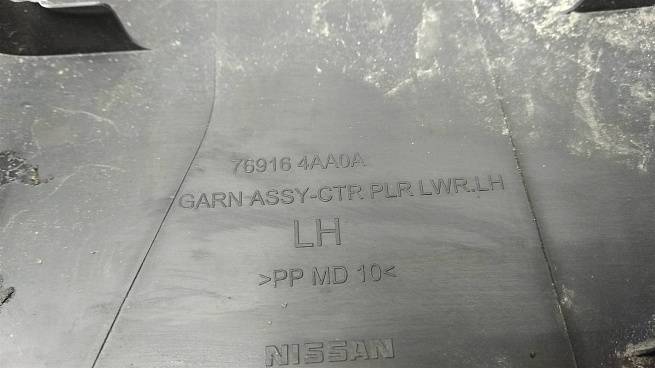 76916 4AA0A
GARN ASSY-CTR PLR LWR.LH
LH
>PP MD 10<
NISSAN